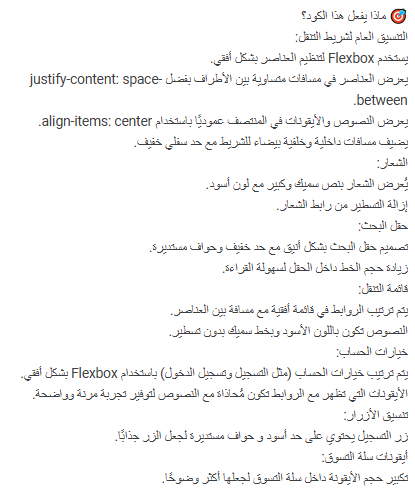 🎯 ماذا يفعل هذا الكود؟
التنسيق العام لشريط التنقل:
يستخدم Flexbox لتنظيم العناصر بشكل أفقي.
يعرض العناصر في مسافات متساوية بين الأطراف بفضل justify-content: space-
between.
يعرض النصوص والأيقونات في المنتصف عموديًا باستخدام align-items: center.
يضيف مسافات داخلية وخلفية بيضاء للشريط مع حد سفلي خفيف.
الشعار:
يُعرض الشعار بنص سميك وكبير مع لون أسود.
إزالة التسطير من رابط الشعار.
حقل البحث:
تصميم حقل البحث بشكل أنيق مع حد خفيف وحواف مستديرة.
زيادة حجم الخط داخل الحقل لسهولة القراءة.
قائمة التنقل:
يتم ترتيب الروابط في قائمة أفقية مع مسافة بين العناصر.
النصوص تكون باللون الأسود وبخط سميك بدون تسطير.
خيارات الحساب:
يتم ترتيب خيارات الحساب (مثل التسجيل وتسجيل الدخول) باستخدام Flexbox بشكل أفقي.
الأيقونات التي تظهر مع الروابط تكون مُحاذاة مع النصوص لتوفير تجربة مرنة وواضحة.
تنسيق الأزرار:
زر التسجيل يحتوي على حد أسود و حواف مستديرة لجعل الزر جذابًا.
أيقونات سلة التسوق:
تكبير حجم الأيقونة داخل سلة التسوق لجعلها أكثر وضوحًا.